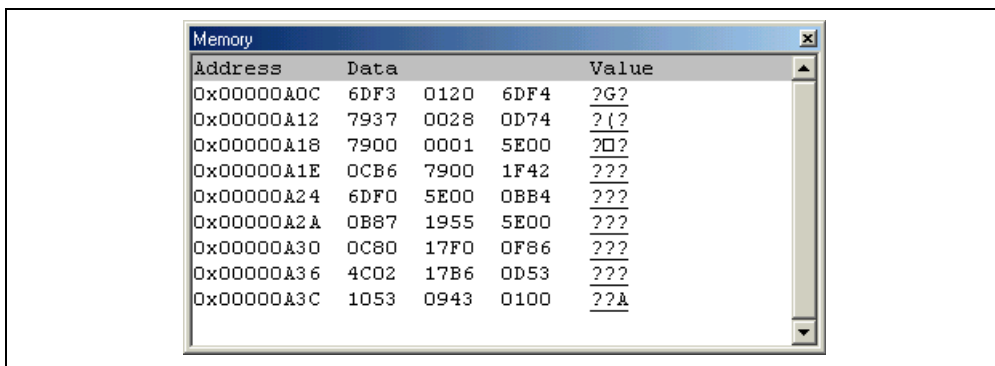 Memory
Address Data Value
0x00000A0C 6DF3 0120 6DF4 ?G?
0x00000A12 7937 0028 0D74 ?(?
0x00000A18 7900 0001 5E00 ?□?
0x00000A1E 0CB6 7900 1F42 ???
0x00000A24 6DF0 5E00 0BB4 ???
0x00000A2A 0B87 1955 5E00 ???
0x00000A30 0C80 17F0 0F86 ???
0x00000A36 4C02 17B6 0D53 ???
0x00000A3C 1053 0943 0100 ??A